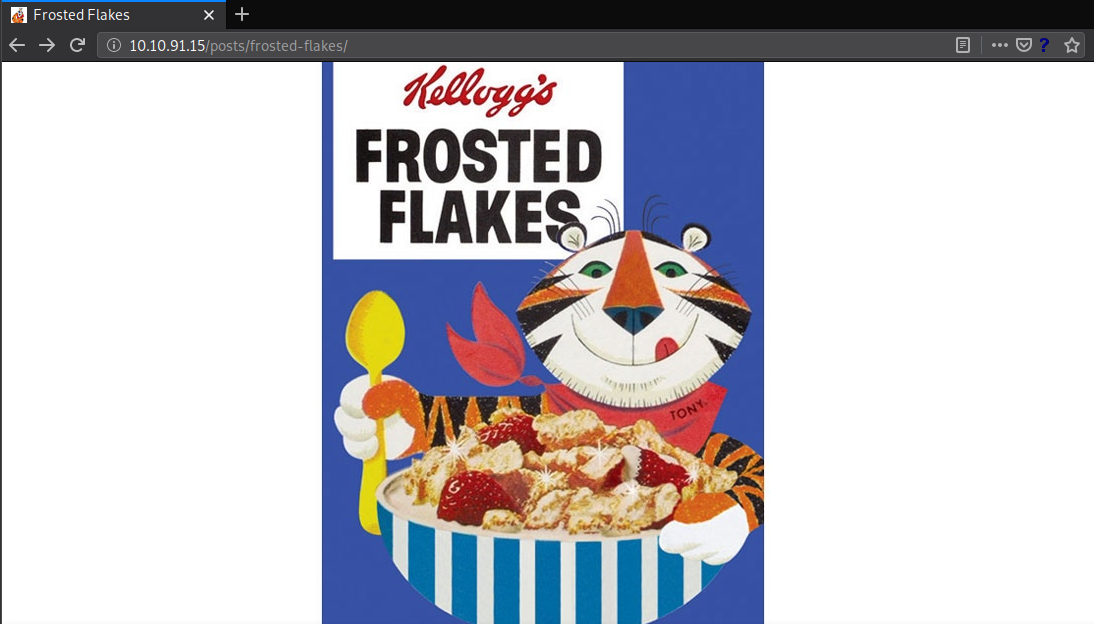 Frosted Flakes
10.10.91.15/posts/frosted-flakes/
Kellogg's
FROSTED
FLAKES
TONY.